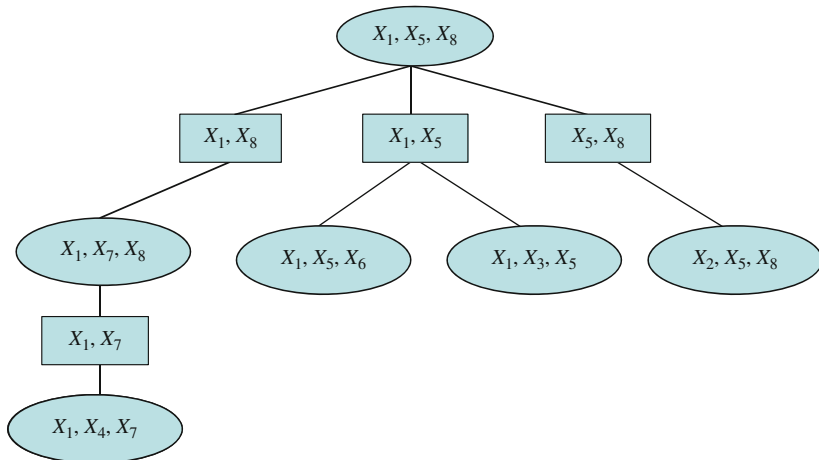 X₁, X₅, X₈
X₁, X₈
X₁, X₅
X₅, X₈
X₁, X₇, X₈
X₁, X₅, X₆
X₁, X₃, X₅
X₂, X₅, X₈
X₁, X₇
X₁, X₄, X₇